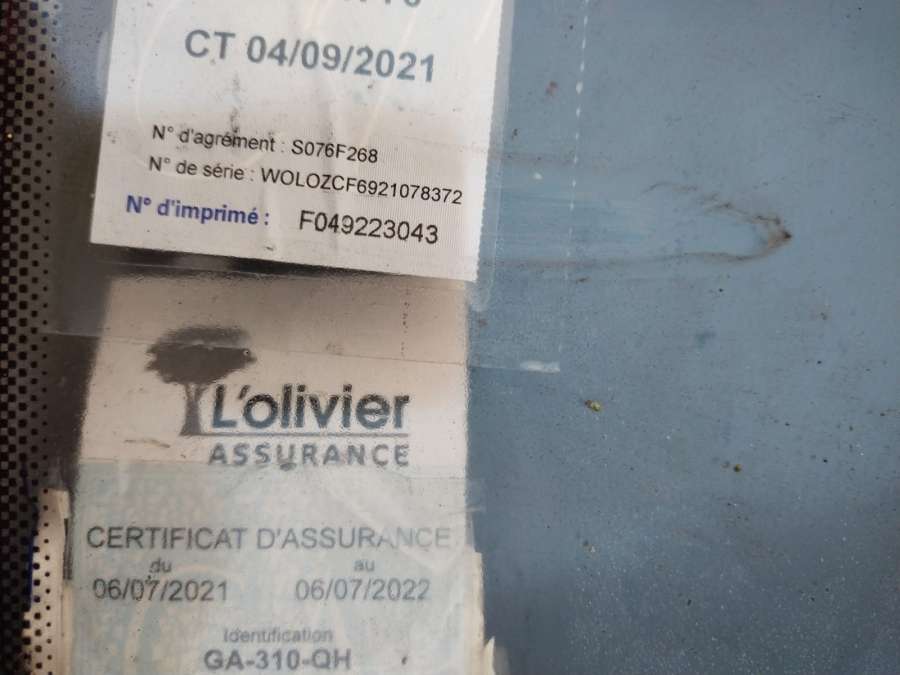 CT 04/09/2021
N° d'agrément : S076F268
N° de série : WOLOZCF6921078372
N° d'imprimé : F049223043
L'olivier
ASSURANCE
CERTIFICAT D'ASSURANCE
du au
06/07/2021 06/07/2022
Identification
GA-310-QH